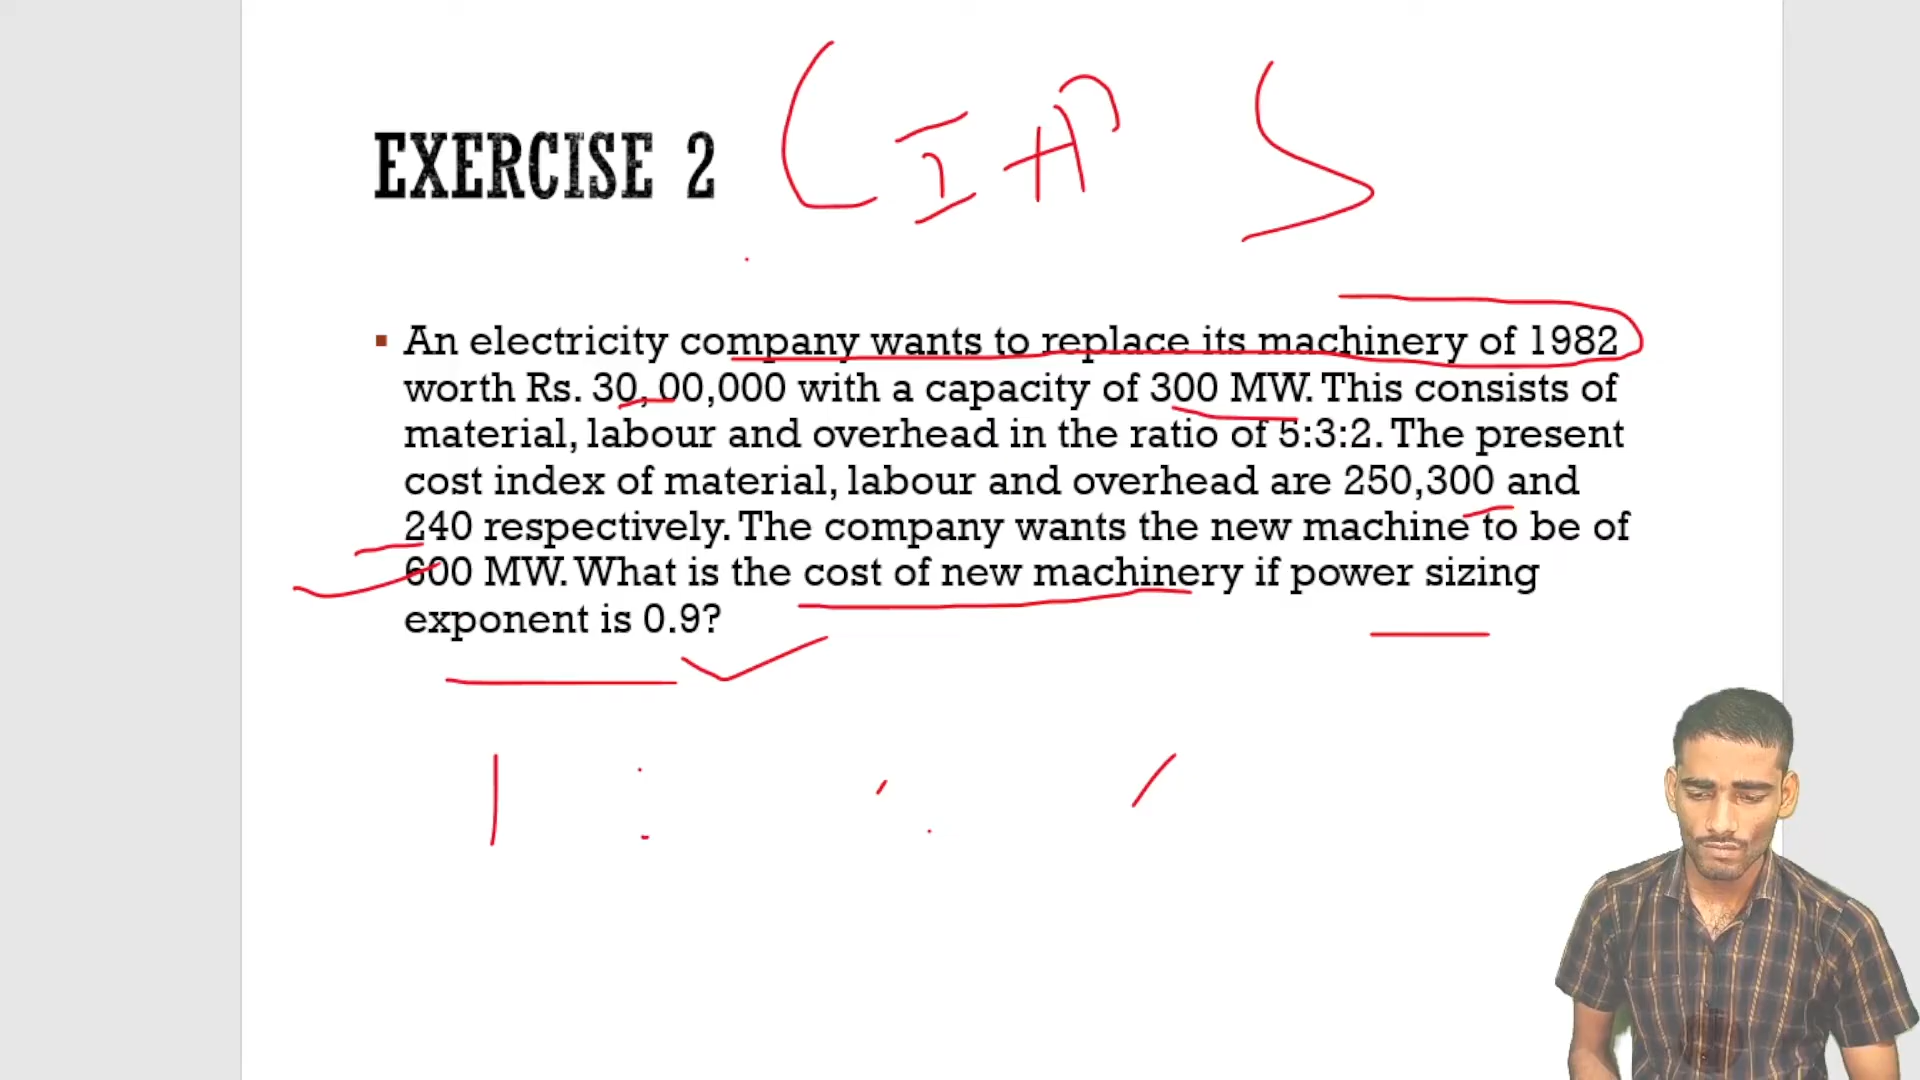 EXERCISE 2
▪ An electricity company wants to replace its machinery of 1982
worth Rs. 30, 00,000 with a capacity of 300 MW. This consists of
material, labour and overhead in the ratio of 5:3:2. The present
cost index of material, labour and overhead are 250,300 and
240 respectively. The company wants the new machine to be of
600 MW. What is the cost of new machinery if power sizing
exponent is 0.9?